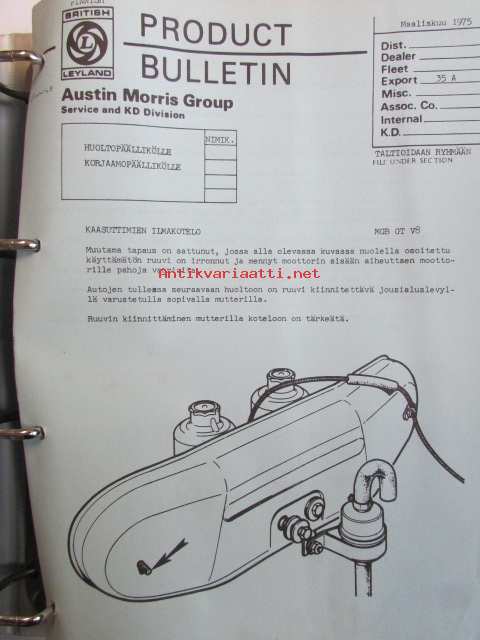 FINNISH
BRITISH
L
LEYLAND
PRODUCT
BULLETIN
Austin Morris Group
Service and KD Division
Maaliskuu 1975
Dist.
Dealer
Fleet
Export 35 A
Misc.
Assoc. Co.
Internal
K.D.
TALTIOIDAAN RYHMÄÄN
FILE UNDER SECTION
NIMIK.
HUOLTOPÄÄLLIKÖLLE
KORJAAMOPÄÄLLIKÖLLE
KAASUTTIMIEN ILMAKOTELO MGB GT V8
Muutama tapaus on sattunut, jossa alla olevassa kuvassa nuolella osoitettu
käyttämätön ruuvi on irronnut ja mennyt moottorin sisään aiheuttaen mootto-
rille pahoja
Antikvariaatti.net
Autojen tullessa seuraavaan huoltoon on ruuvi kiinnitettävä jousialuslevyl-
lä varustetulla sopivalla mutterilla.
Ruuvin kiinnittäminen mutterilla koteloon on tärkeätä.